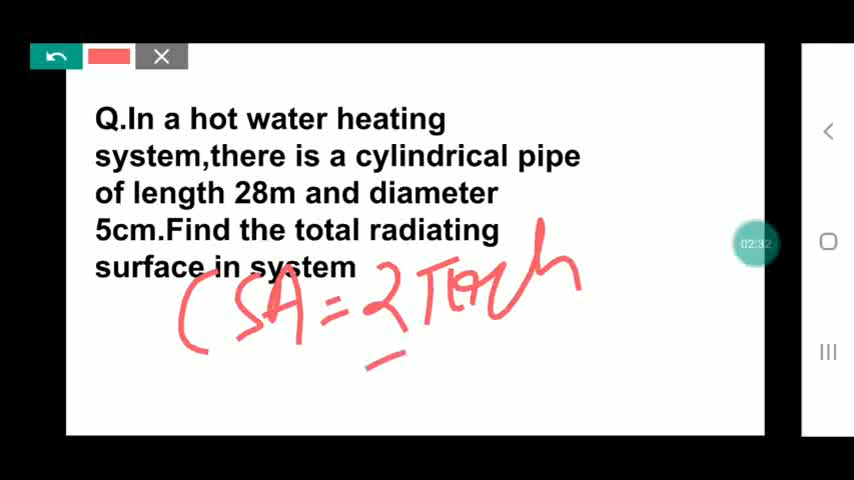 Q.In a hot water heating
system,there is a cylindrical pipe
of length 28m and diameter
5cm.Find the total radiating
surface in system
CSA = 2πrh
02:32